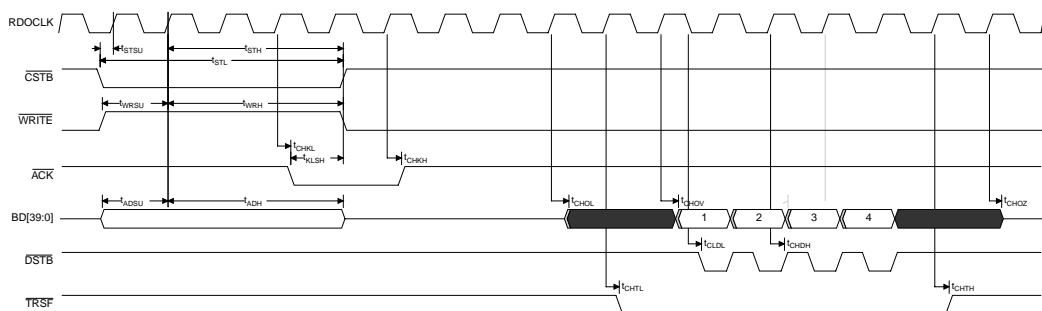 RDOCLK
tSTSU tSTH
tSTL
CSTB
tWRSU tWRH
WRITE
tCHKL
tKLSH tCHKH
ACK
tADSU tADH tCHOL tCHOV tCHOZ
BD[39:0] 1 2 3 4
tCLDL tCHDH
DSTB
tCHTL tCHTH
TRSF